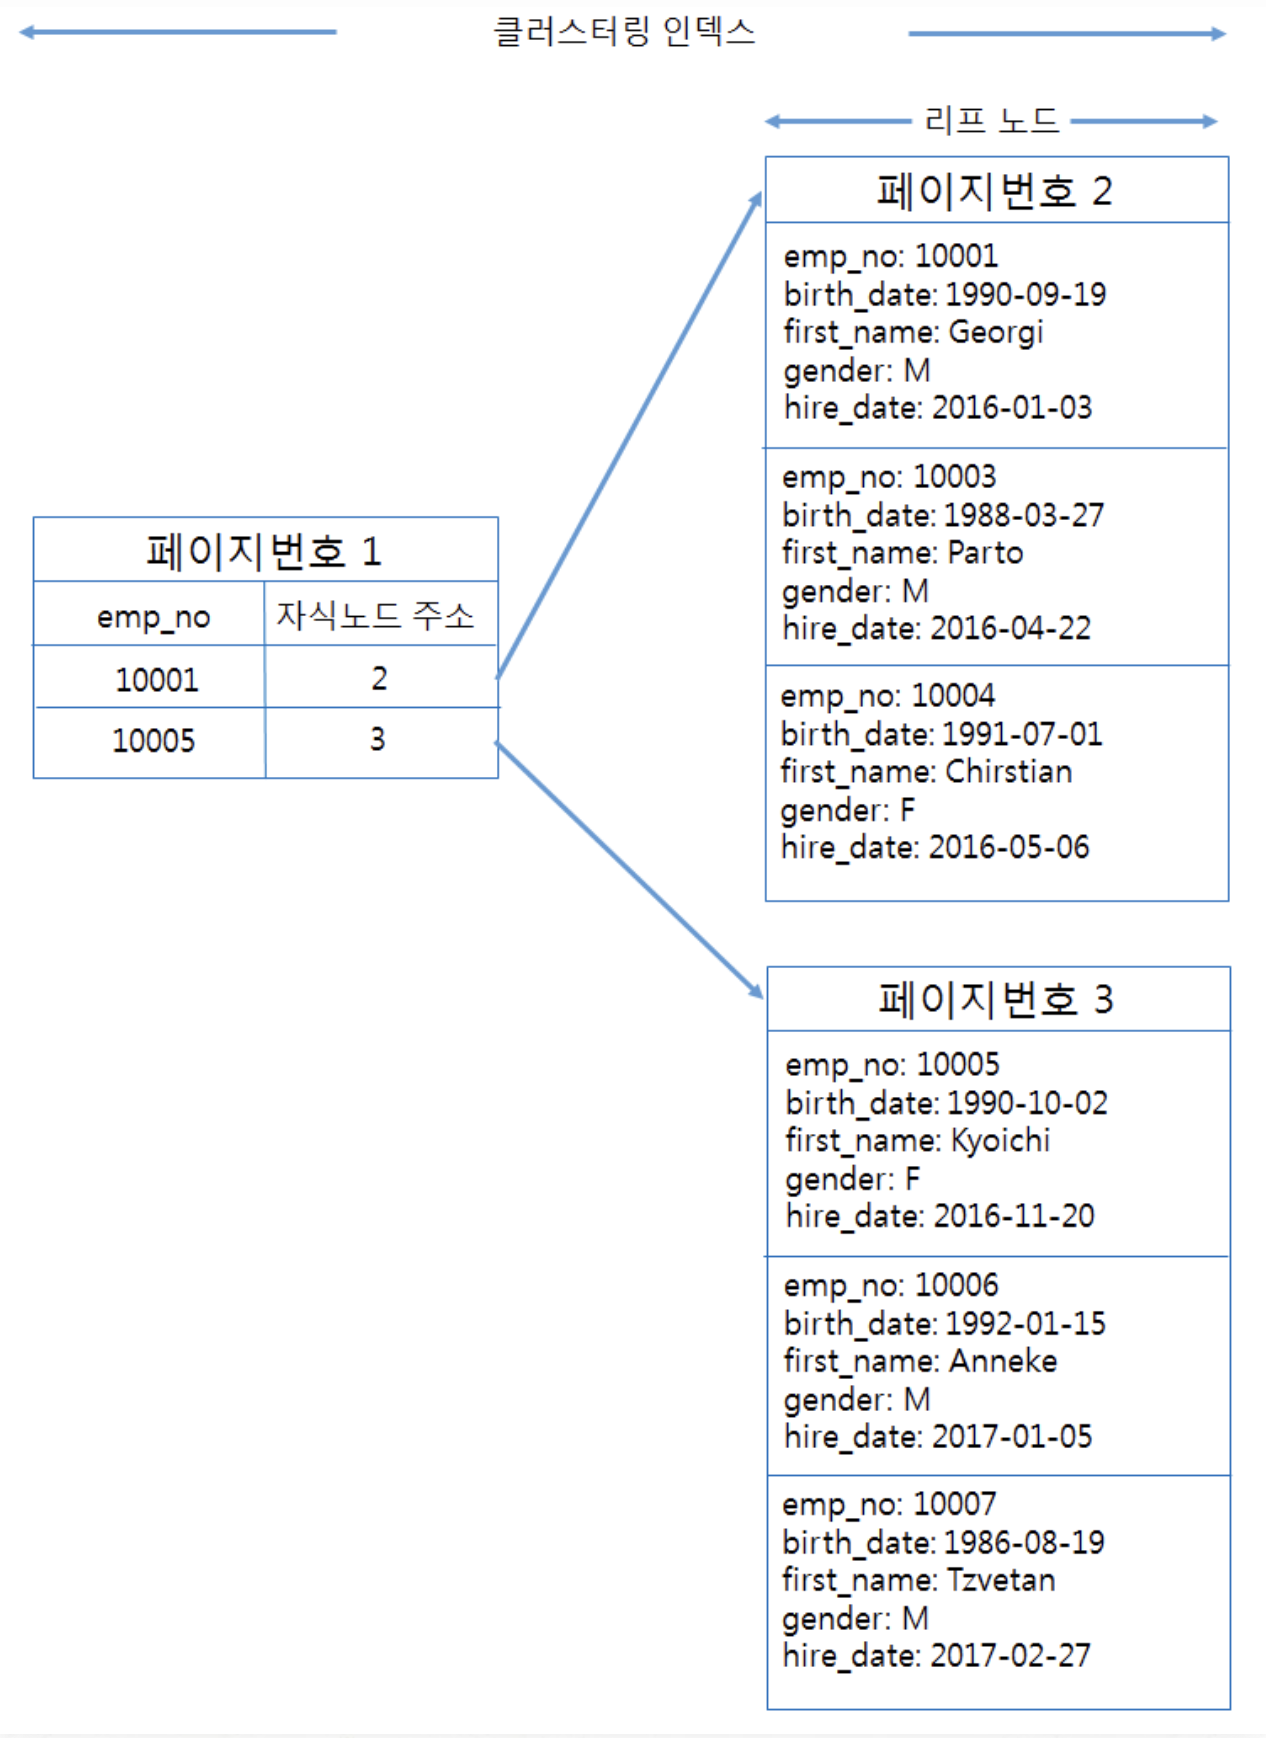 클러스터링 인덱스
리프 노드
페이지번호 1
emp_no 자식노드 주소
10001 2
10005 3
페이지번호 2
emp_no: 10001
birth_date: 1990-09-19
first_name: Georgi
gender: M
hire_date: 2016-01-03
emp_no: 10003
birth_date: 1988-03-27
first_name: Parto
gender: M
hire_date: 2016-04-22
emp_no: 10004
birth_date: 1991-07-01
first_name: Chirstian
gender: F
hire_date: 2016-05-06
페이지번호 3
emp_no: 10005
birth_date: 1990-10-02
first_name: Kyoichi
gender: F
hire_date: 2016-11-20
emp_no: 10006
birth_date: 1992-01-15
first_name: Anneke
gender: M
hire_date: 2017-01-05
emp_no: 10007
birth_date: 1986-08-19
first_name: Tzvetan
gender: M
hire_date: 2017-02-27